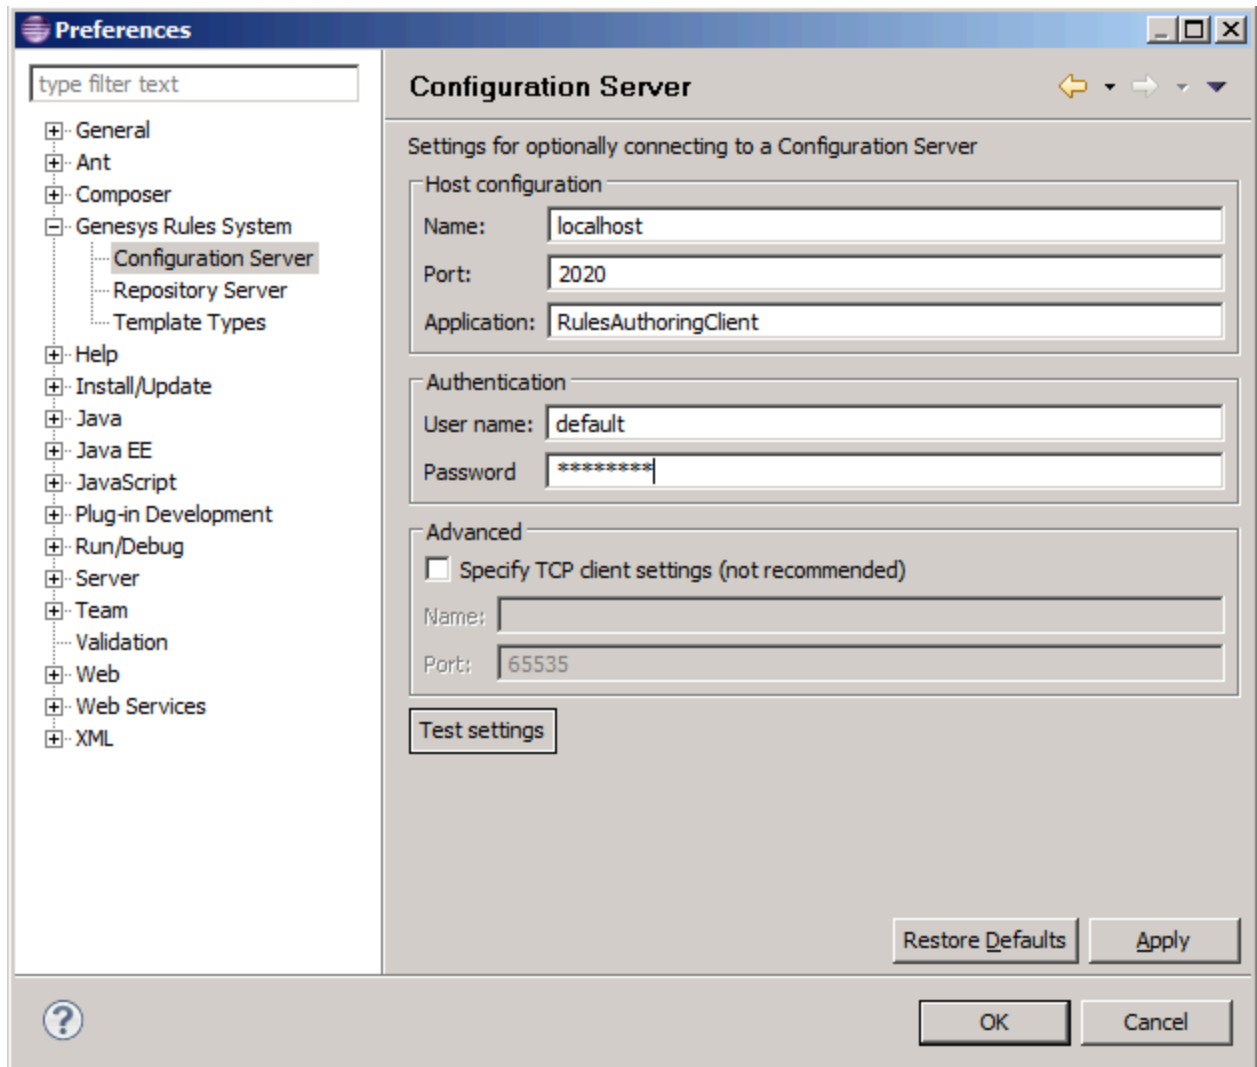 Preferences
type filter text
General
Ant
Composer
Genesys Rules System
Configuration Server
Repository Server
Template Types
Help
Install/Update
Java
Java EE
JavaScript
Plug-in Development
Run/Debug
Server
Team
Validation
Web
Web Services
XML
Configuration Server
Settings for optionally connecting to a Configuration Server
Host configuration
Name: localhost
Port: 2020
Application: RulesAuthoringClient
Authentication
User name: default
Password ********
Advanced
Specify TCP client settings (not recommended)
Name:
Port: 65535
Test settings
Restore Defaults Apply
? OK Cancel